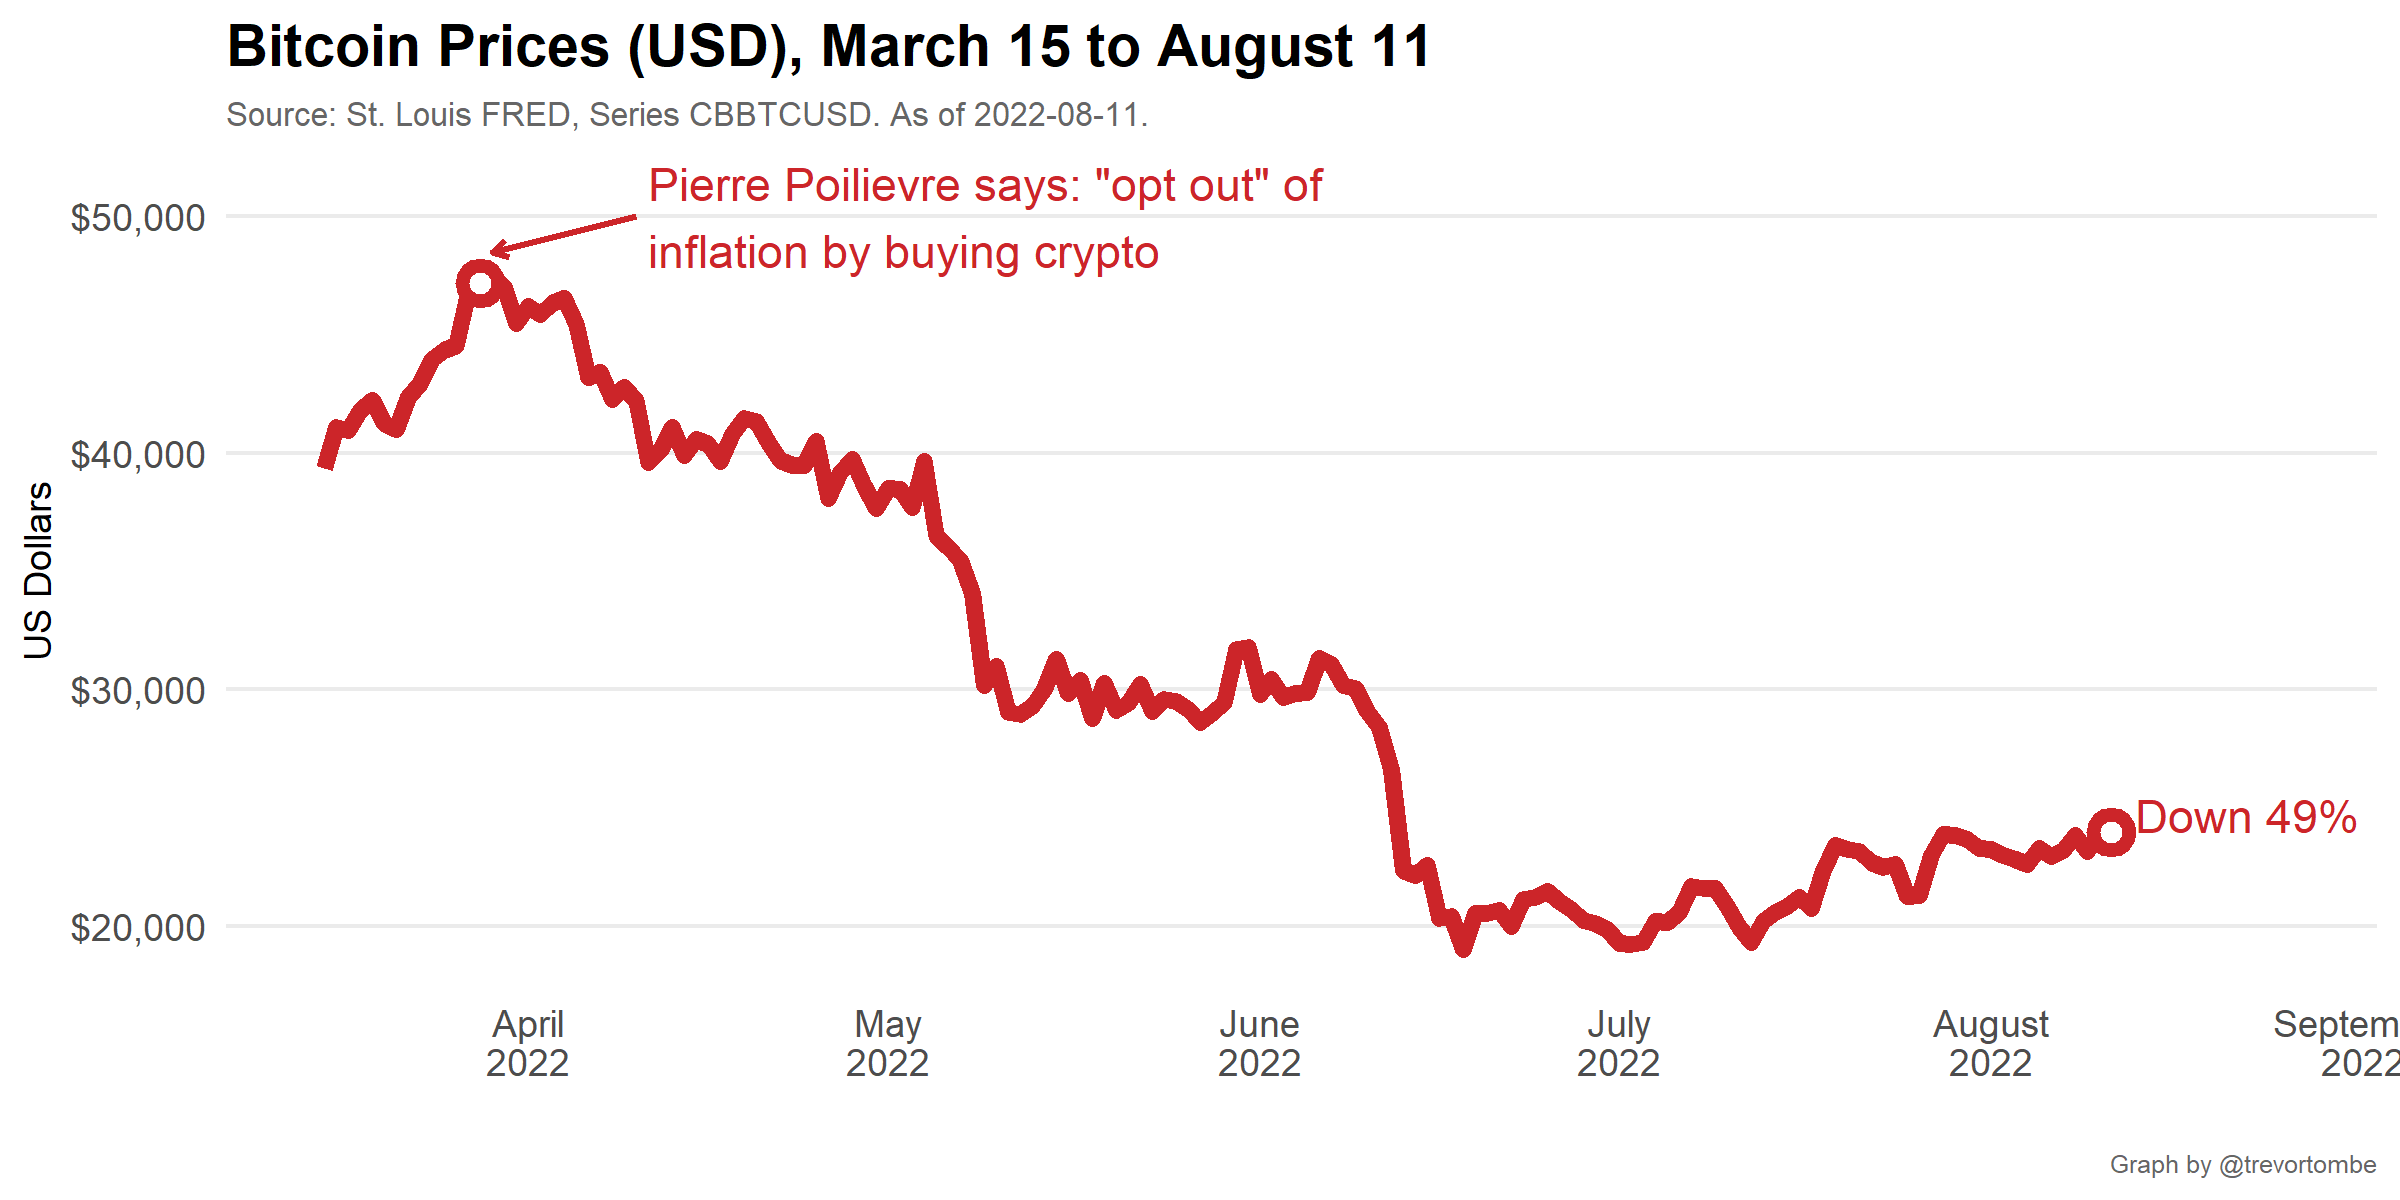 Bitcoin Prices (USD), March 15 to August 11
Source: St. Louis FRED, Series CBBTCUSD. As of 2022-08-11.
Pierre Poilievre says: "opt out" of
inflation by buying crypto
$50,000
$40,000
$30,000
$20,000
US Dollars
Down 49%
April
2022
May
2022
June
2022
July
2022
August
2022
Septem
2022
Graph by @trevortombe